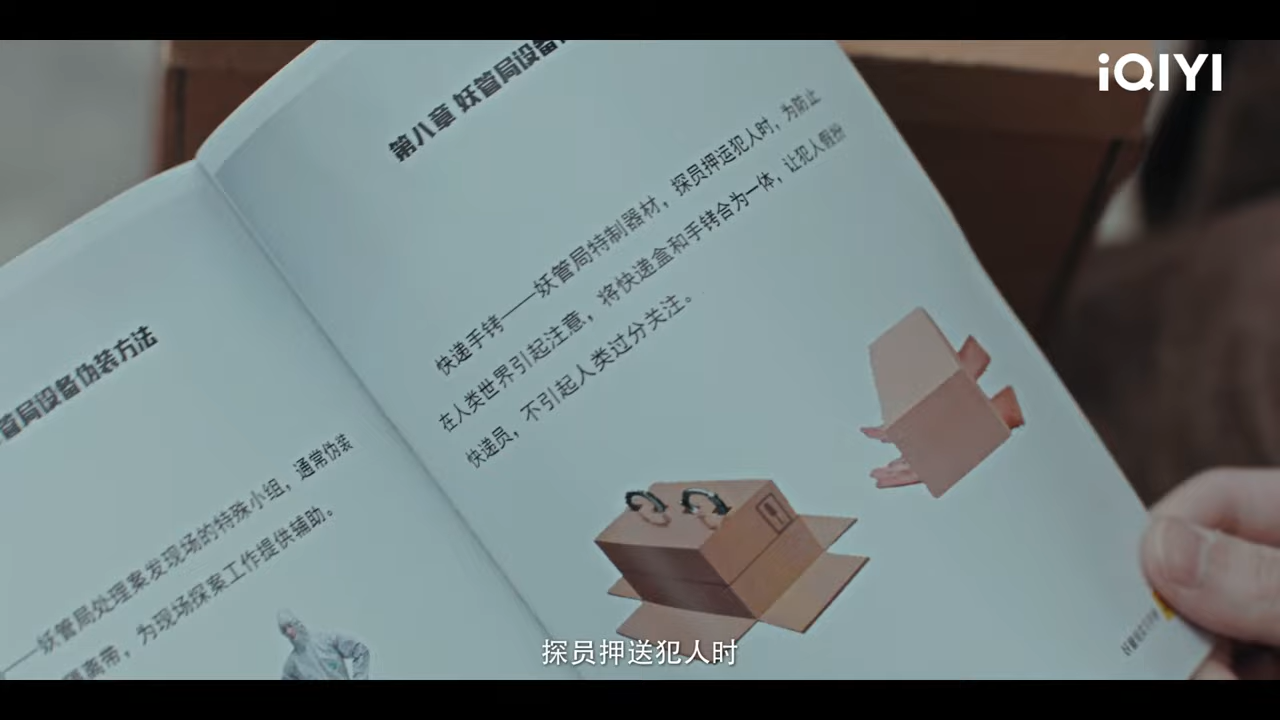 iQIYI
管局设备伪装方法
——妖管局处理案发现场的特殊小组，通常伪装
隔离带，为现场探案工作提供辅助。
第八章 妖管局设备
快递手铐——妖管局特制器材，探员押运犯人时，为防止
在人类世界引起注意，将快递盒和手铐合为一体，让犯人假扮
快递员，不引起人类过分关注。
探员押送犯人时